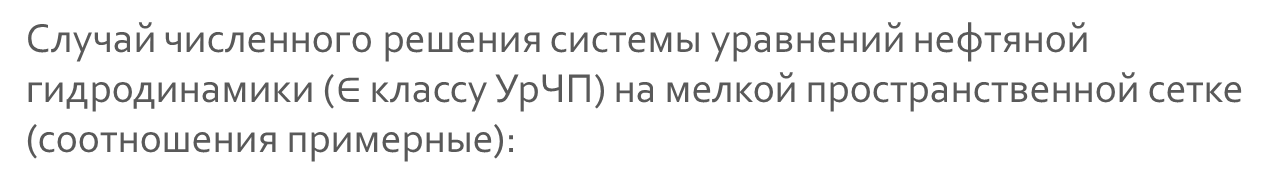 Случай численного решения системы уравнений нефтяной
гидродинамики (∈ классу УрЧП) на мелкой пространственной сетке
(соотношения примерные):